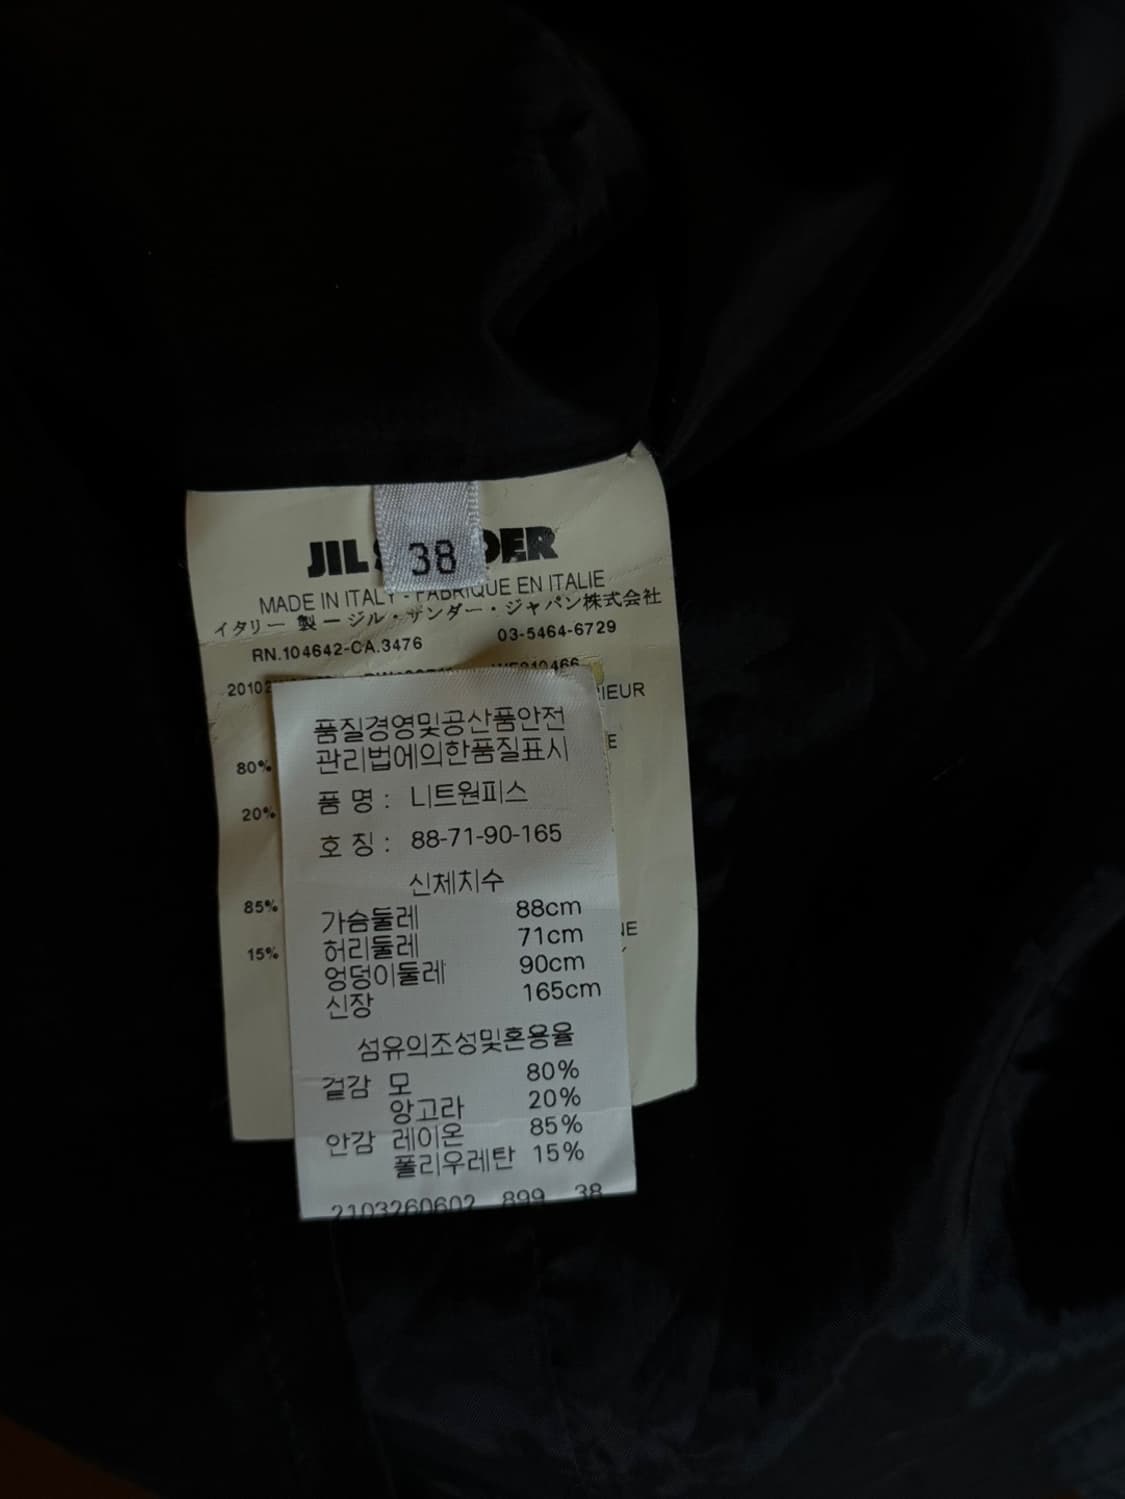 38
JIL DER
MADE IN ITALY - FABRIQUE EN ITALIE
イタリー 製 ー ジル・サンダー・ジャパン株式会社
RN.104642-CA.3476 03-5464-6729
20102
IEUR
80%
20%
85%
15%
품질경영및공산품안전
관리법에의한품질표시
품 명 : 니트원피스
호 칭 : 88-71-90-165
신체치수
가슴둘레 88cm
허리둘레 71cm
엉덩이둘레 90cm
신장 165cm
섬유의조성및혼용율
겉감 모 80%
앙고라 20%
안감 레이온 85%
폴리우레탄 15%
2103260602 899 38